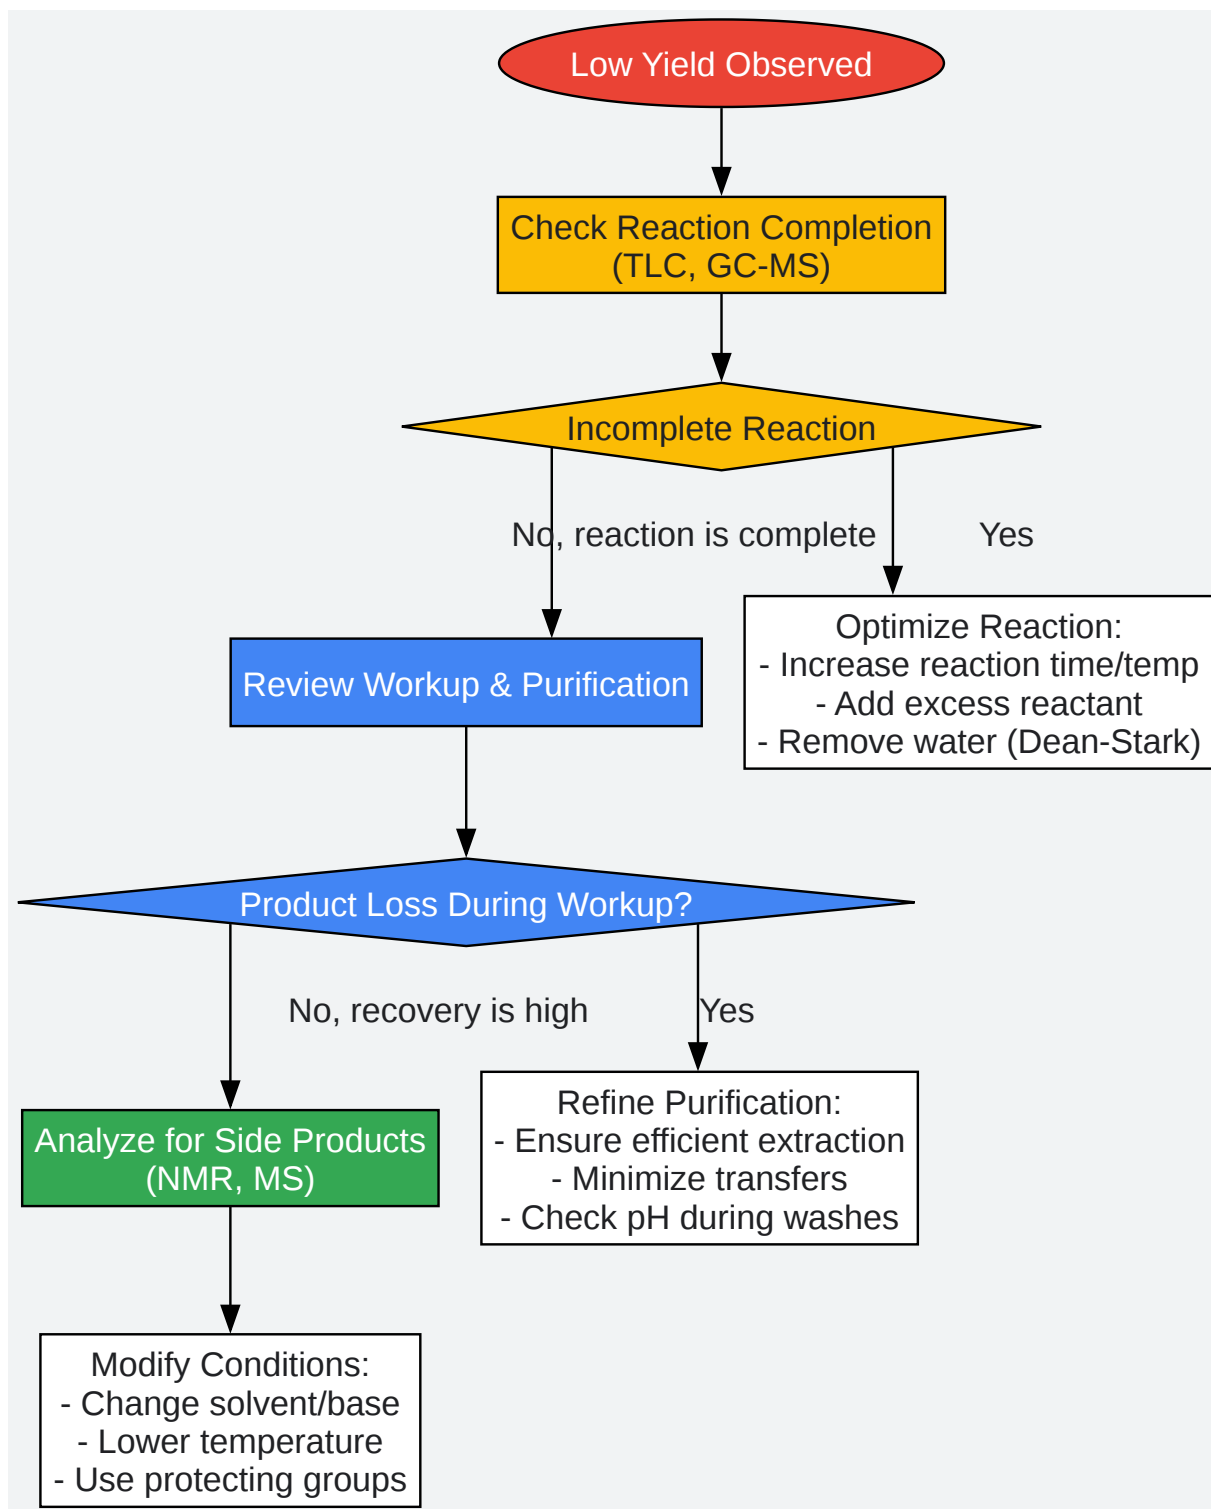 Low Yield Observed
Check Reaction Completion
(TLC, GC-MS)
Incomplete Reaction
No, reaction is complete
Yes
Optimize Reaction:
- Increase reaction time/temp
- Add excess reactant
- Remove water (Dean-Stark)
Review Workup & Purification
Product Loss During Workup?
No, recovery is high
Yes
Refine Purification:
- Ensure efficient extraction
- Minimize transfers
- Check pH during washes
Analyze for Side Products
(NMR, MS)
Modify Conditions:
- Change solvent/base
- Lower temperature
- Use protecting groups